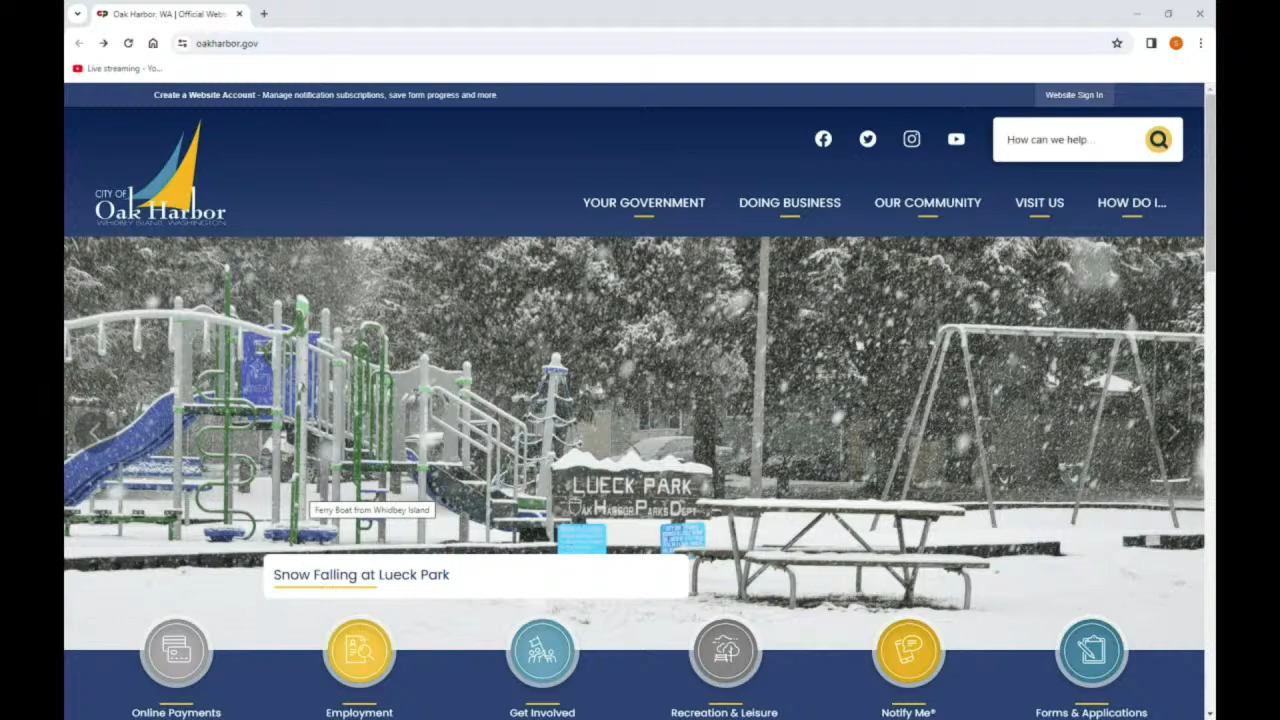 Oak Harbor, WA | Official Webs
oakharbor.gov
Live streaming - Yo...
Create a Website Account - Manage notification subscriptions, save form progress and more.
Website Sign In
How can we help...
CITY OF
Oak Harbor
WHIDBEY ISLAND, WASHINGTON
YOUR GOVERNMENT
DOING BUSINESS
OUR COMMUNITY
VISIT US
HOW DO I...
LUECK PARK
OAK HARBOR PARKS DEPT
Ferry Boat from Whidbey Island
Snow Falling at Lueck Park
Online Payments
Employment
Get Involved
Recreation & Leisure
Notify Me®
Forms & Applications